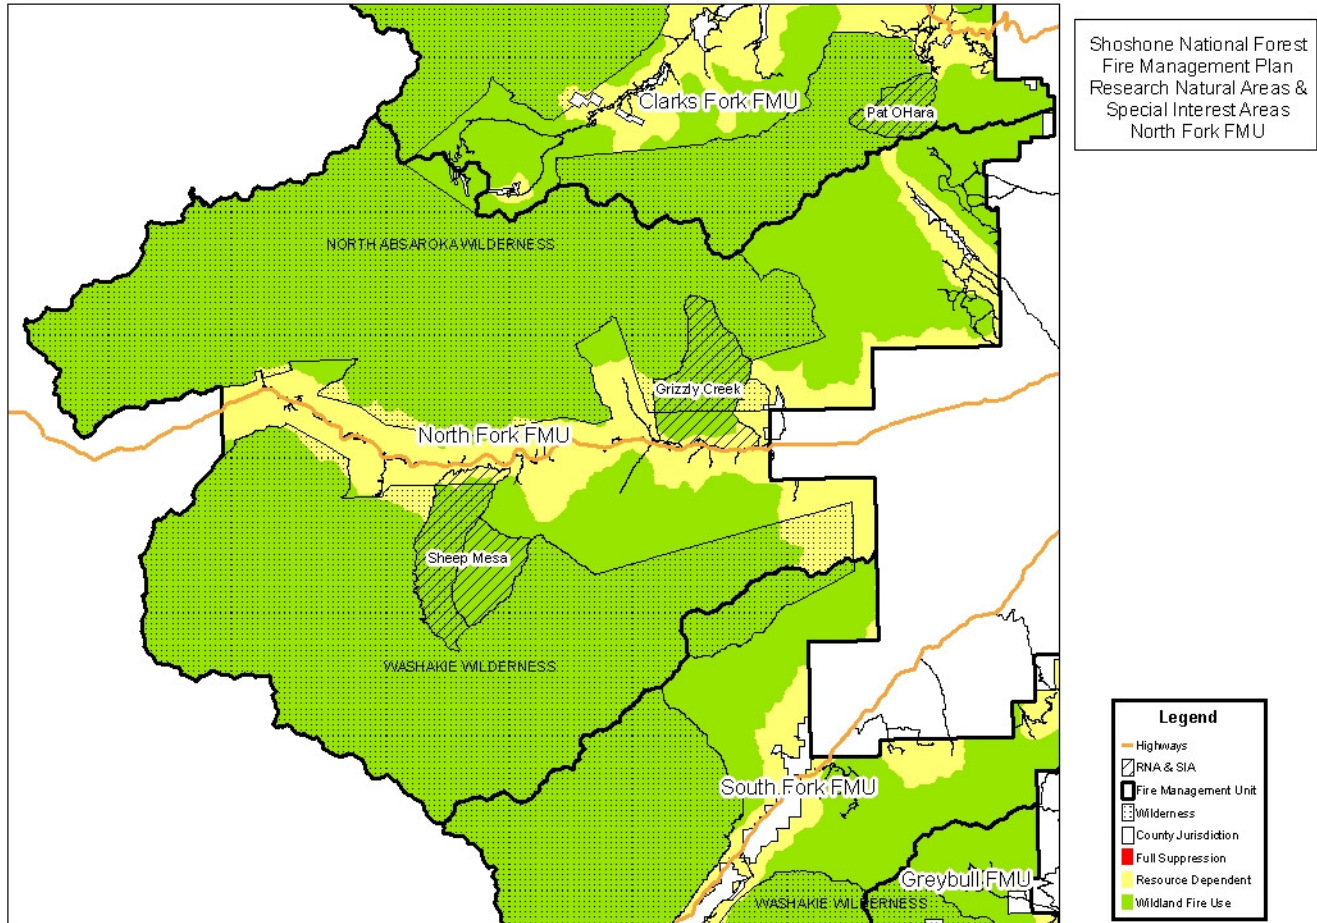 Shoshone National Forest
Fire Management Plan
Research Natural Areas &
Special Interest Areas
North Fork FMU
Clarks Fork FMU
Pat OHara
NORTH ABSAROKA WILDERNESS
Grizzly Creek
North Fork FMU
Sheep Mesa
WASHAKIE WILDERNESS
South Fork FMU
Greybull FMU
WASHAKIE WILDERNESS
Legend
Highways
RNA & SIA
Fire Management Unit
Wilderness
County Jurisdiction
Full Suppression
Resource Dependent
Wildland Fire Use